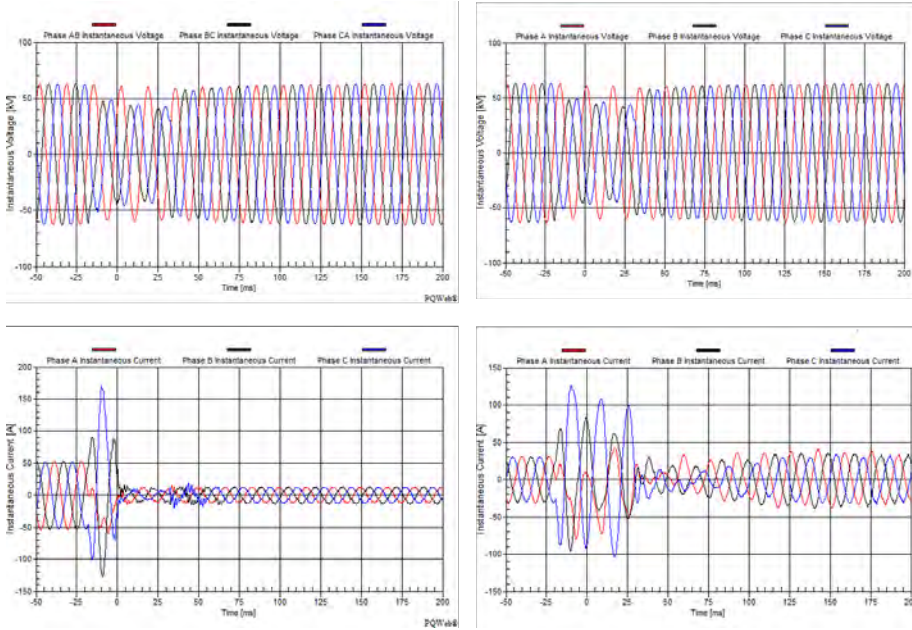 Phase AB Instantaneous Voltage Phase BC Instantaneous Voltage Phase CA Instantaneous Voltage
100
50
0
-50
-100
Instantaneous Voltage [kV]
-50 -25 0 25 50 75 100 125 150 175 200
Time [ms]
PQWeb®
Phase A Instantaneous Voltage Phase B Instantaneous Voltage Phase C Instantaneous Voltage
100
50
0
-50
-100
Instantaneous Voltage [kV]
-50 -25 0 25 50 75 100 125 150 175 200
Time [ms]
Phase A Instantaneous Current Phase B Instantaneous Current Phase C Instantaneous Current
200
150
100
50
0
-50
-100
-150
Instantaneous Current [A]
-50 -25 0 25 50 75 100 125 150 175 200
Time [ms]
PQWeb®
Phase A Instantaneous Current Phase B Instantaneous Current Phase C Instantaneous Current
150
100
50
0
-50
-100
-150
Instantaneous Current [A]
-50 -25 0 25 50 75 100 125 150 175 200
Time [ms]